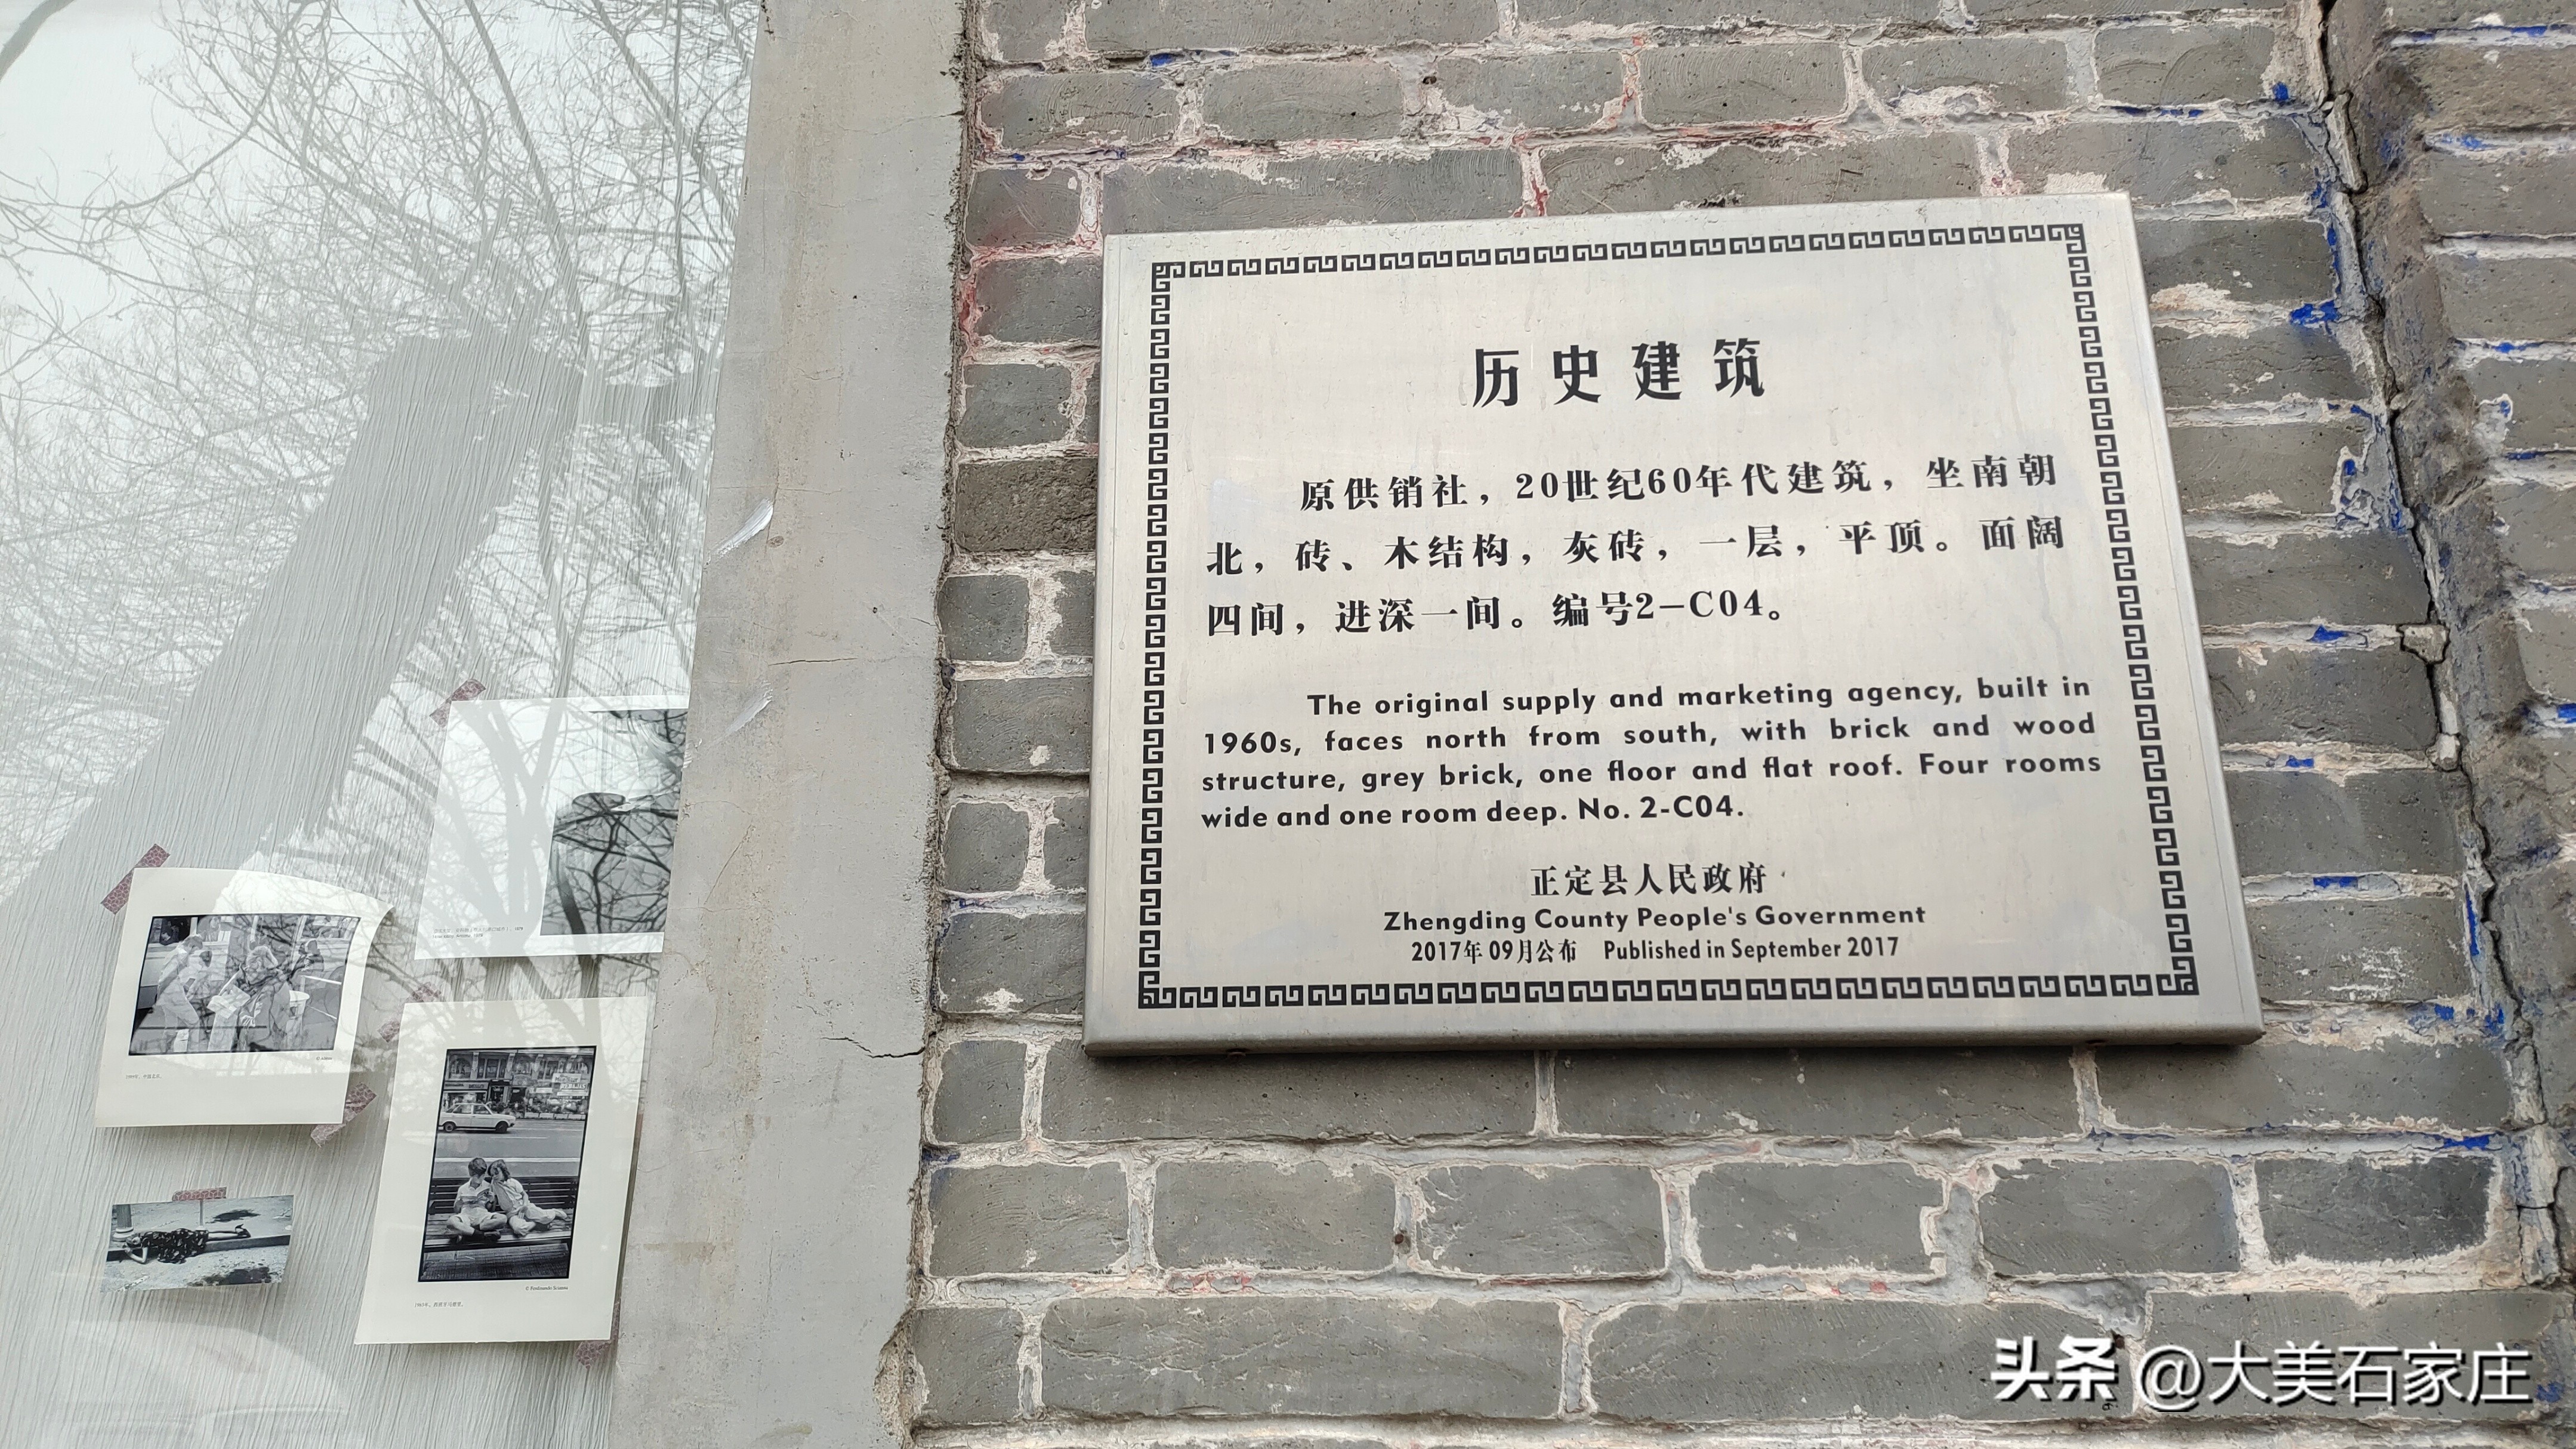 历史建筑
原供销社，20世纪60年代建筑，坐南朝
北，砖、木结构，灰砖，一层，平顶。面阔
四间，进深一间。编号2-C04。
The original supply and marketing agency, built in
1960s, faces north from south, with brick and wood
structure, grey brick, one floor and flat roof. Four rooms
wide and one room deep. No. 2-C04.
正定县人民政府
Zhengding County People's Government
2017年09月公布 Published in September 2017
头条 @大美石家庄